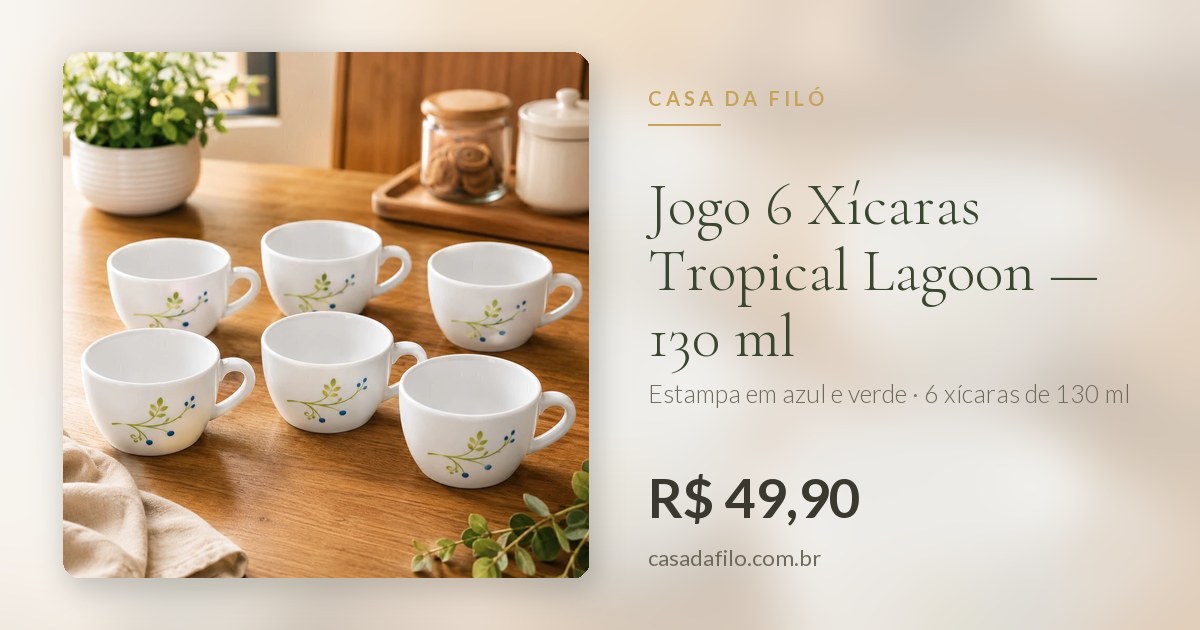 CASA DA FILÓ
Jogo 6 Xícaras
Tropical Lagoon —
130 ml
Estampa em azul e verde · 6 xícaras de 130 ml
R$ 49,90
casadafilo.com.br